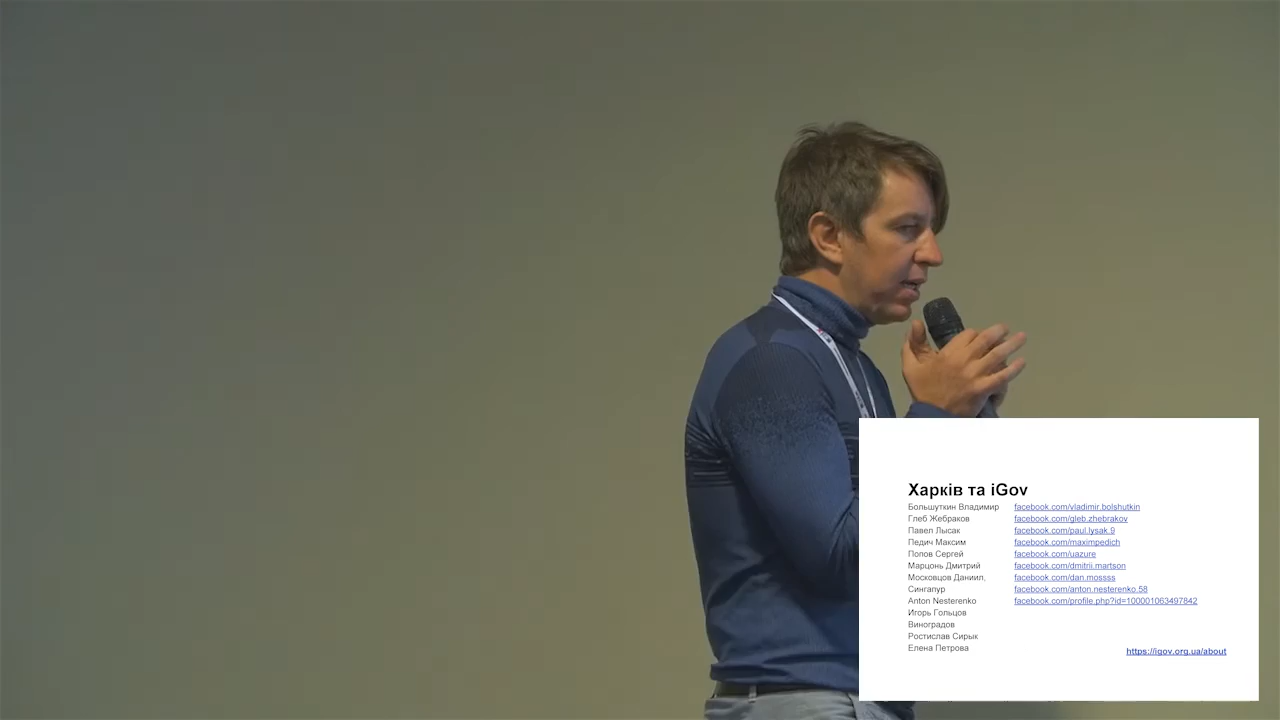 Харків та iGov
Большуткин Владимир facebook.com/vladimir.bolshutkin
Глеб Жебраков facebook.com/gleb.zhebrakov
Павел Лысак facebook.com/paul.lysak.9
Педич Максим facebook.com/maximpedich
Попов Сергей facebook.com/uazure
Марцонь Дмитрий facebook.com/dmitrii.martson
Московцов Даниил, facebook.com/dan.mossss
Сингапур facebook.com/anton.nesterenko.58
Anton Nesterenko facebook.com/profile.php?id=100001063497842
Игорь Гольцов
Виноградов
Ростислав Сирык
Елена Петрова https://igov.org.ua/about